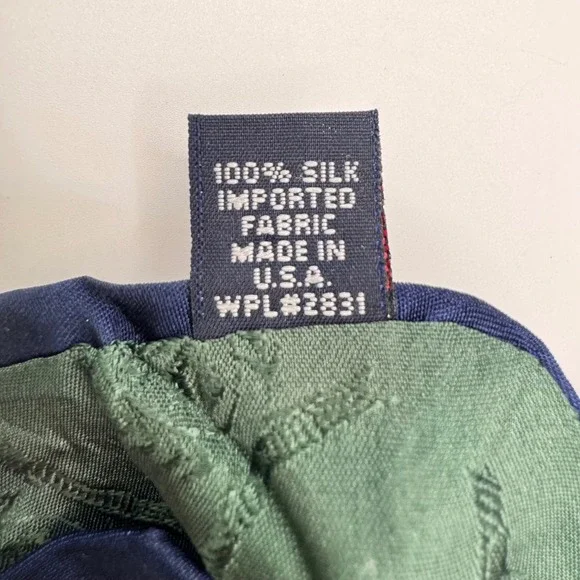 100% SILK
IMPORTED
FABRIC
MADE IN
U.S.A.
WPL#2831